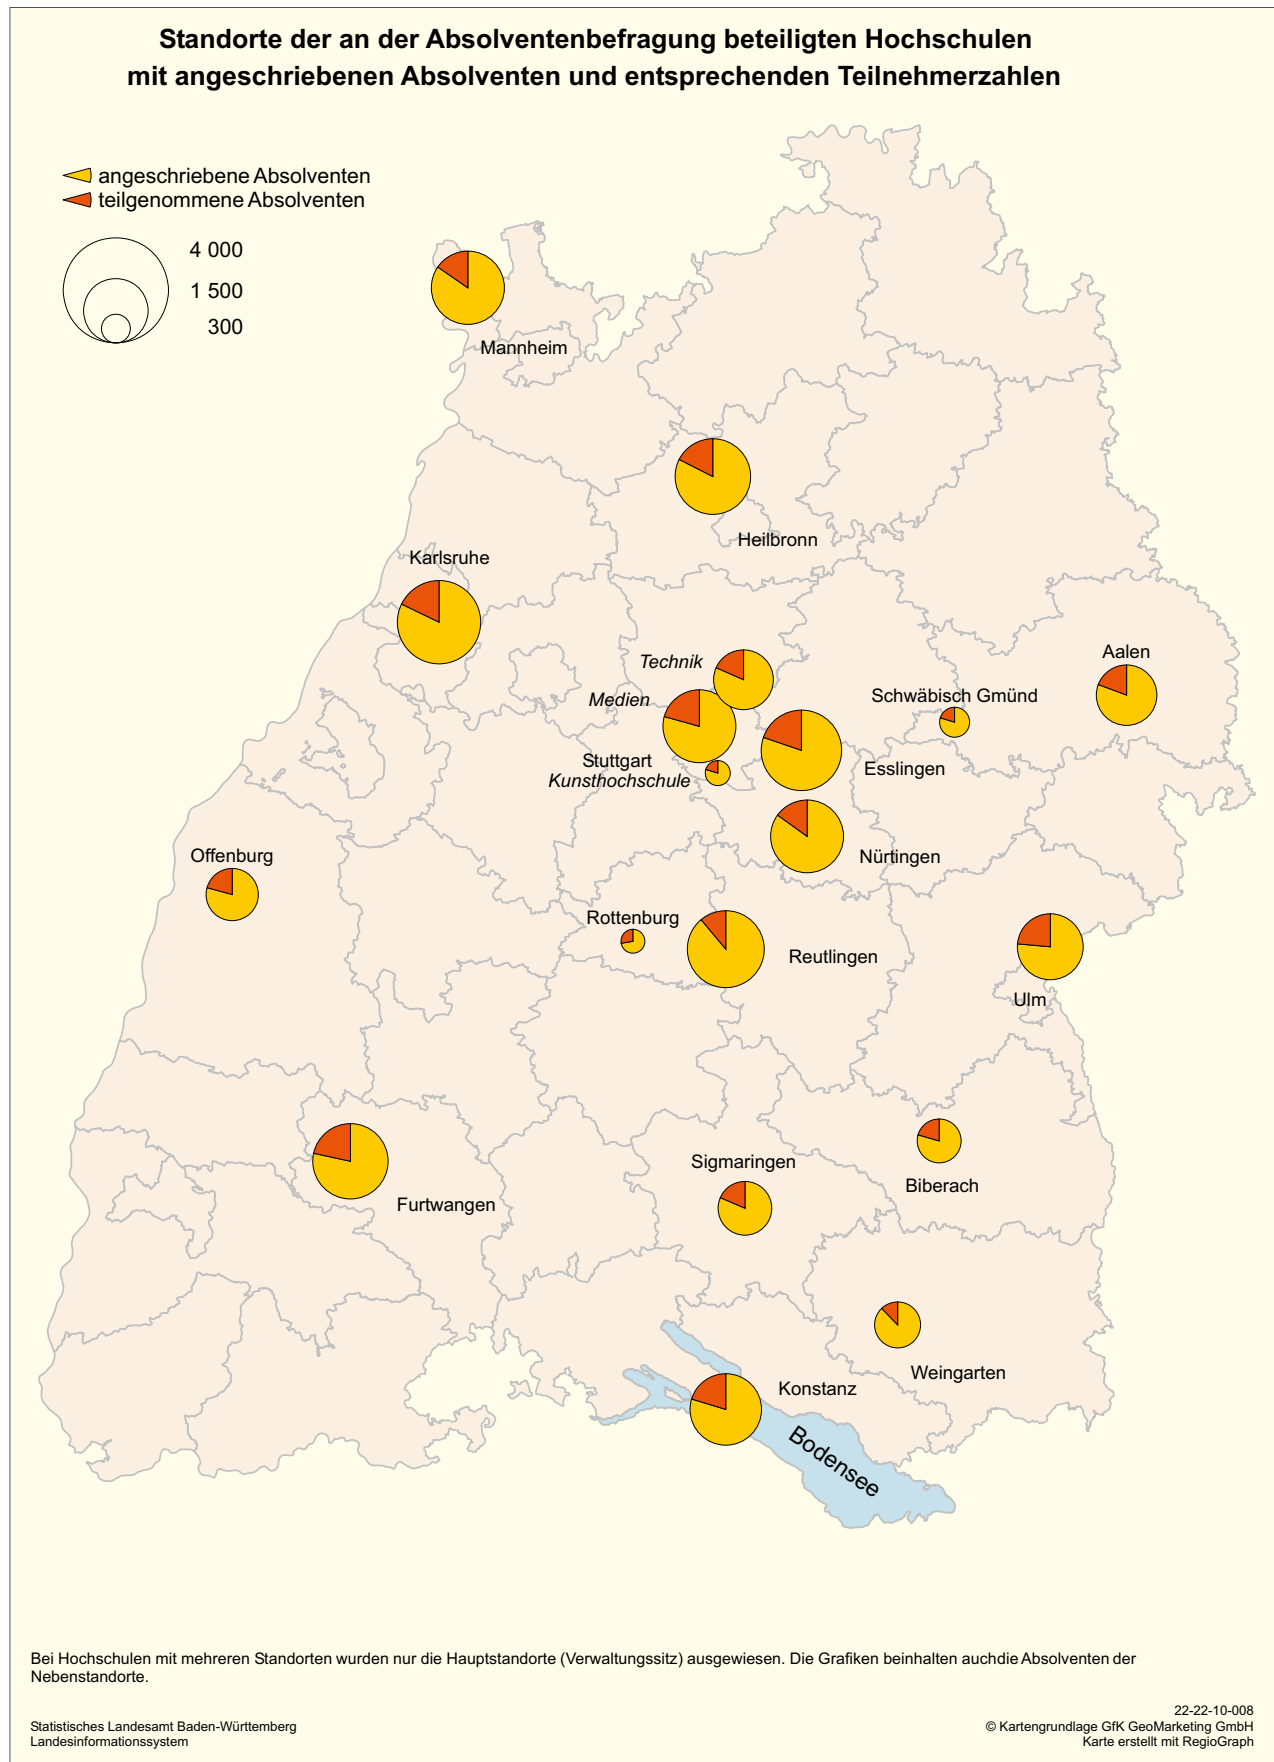 Standorte der an der Absolventenbefragung beteiligten Hochschulen
mit angeschriebenen Absolventen und entsprechenden Teilnehmerzahlen
angeschriebene Absolventen
teilgenommene Absolventen
4 000
1 500
300
Mannheim
Heilbronn
Karlsruhe
Technik
Aalen
Medien
Schwäbisch Gmünd
Stuttgart
Esslingen
Kunsthochschule
Offenburg
Nürtingen
Rottenburg
Reutlingen
Ulm
Sigmaringen
Biberach
Furtwangen
Weingarten
Konstanz
Bodensee
Bei Hochschulen mit mehreren Standorten wurden nur die Hauptstandorte (Verwaltungssitz) ausgewiesen. Die Grafiken beinhalten auchdie Absolventen der
Nebenstandorte.
22-22-10-008
Statistisches Landesamt Baden-Württemberg
© Kartengrundlage GfK GeoMarketing GmbH
Landesinformationssystem
Karte erstellt mit RegioGraph